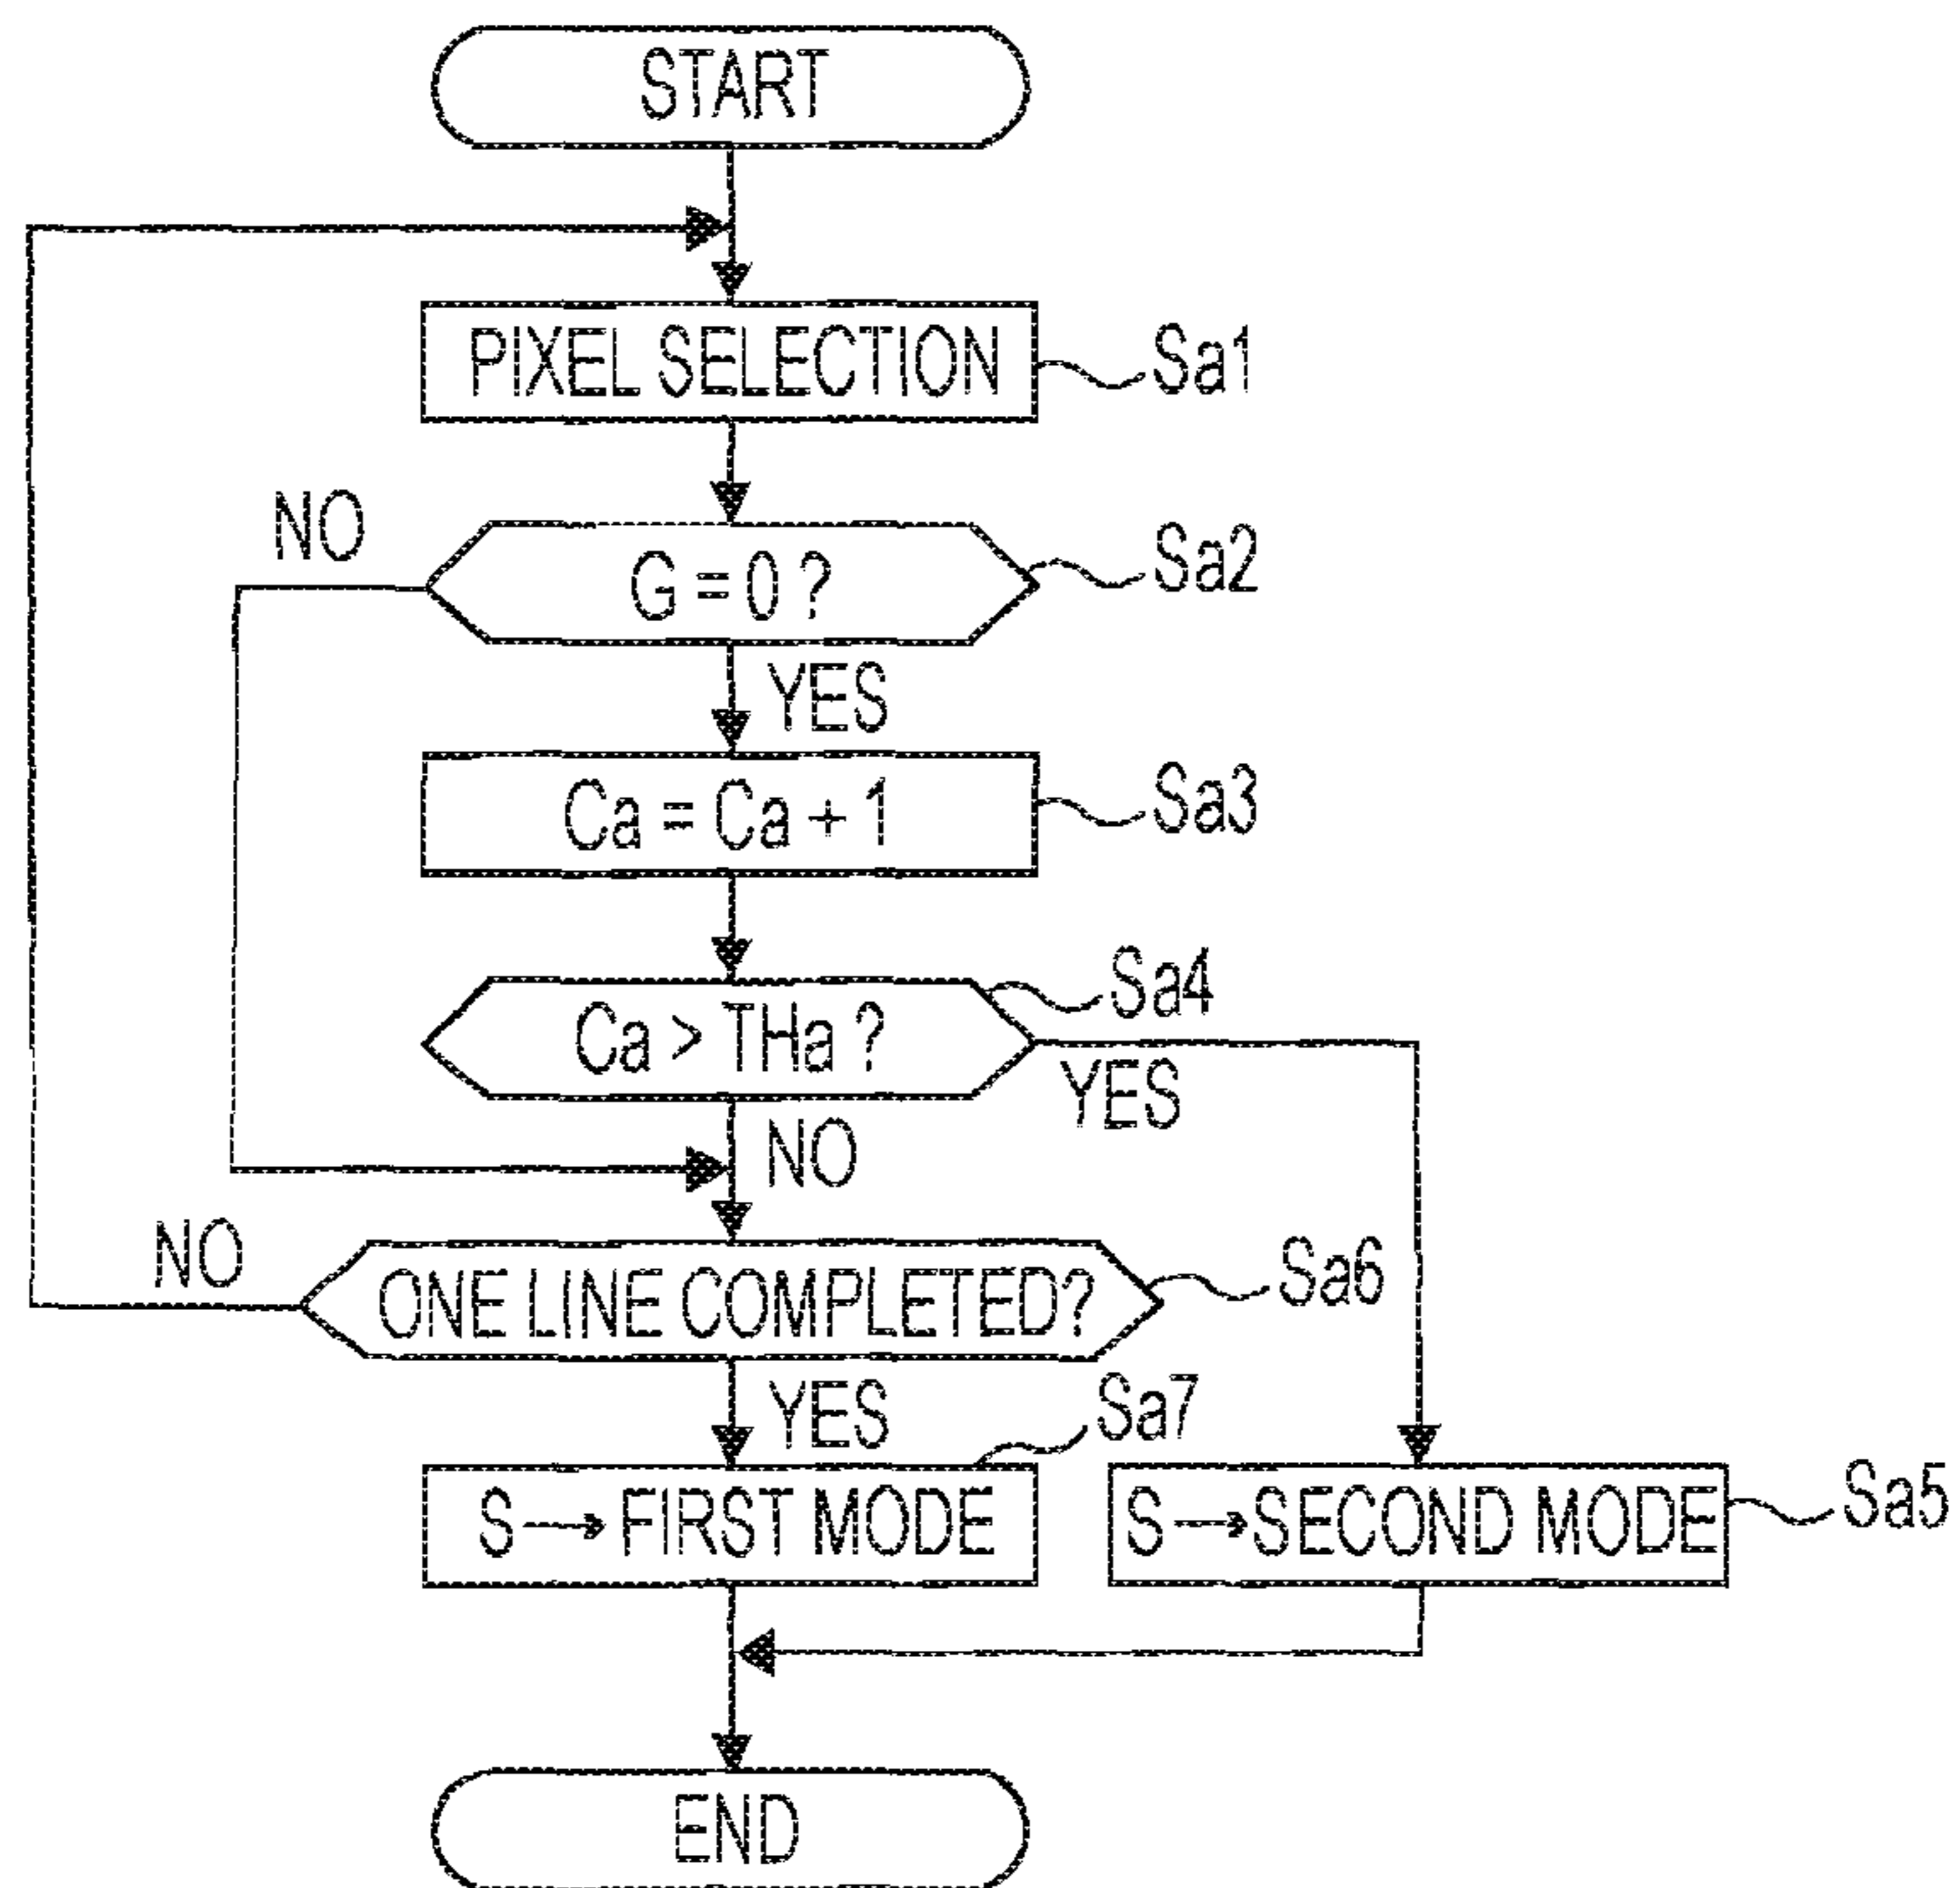 START
PIXEL SELECTION
Sa1
NO
G = 0 ?
Sa2
YES
Ca = Ca + 1
Sa3
Ca > THa ?
Sa4
YES
NO
NO
ONE LINE COMPLETED?
Sa6
YES
Sa7
S → FIRST MODE
S → SECOND MODE
Sa5
END